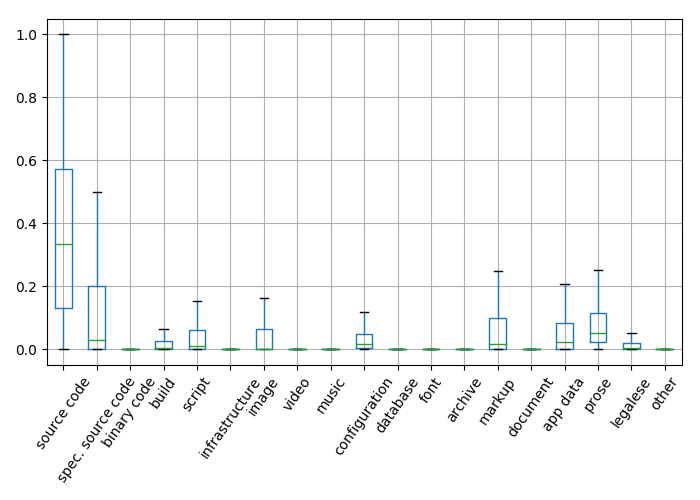 1.0
0.8
0.6
0.4
0.2
0.0
source code
spec. source code
binary code
build
script
infrastructure
image
video
music
configuration
database
font
archive
markup
document
app data
prose
legalese
other